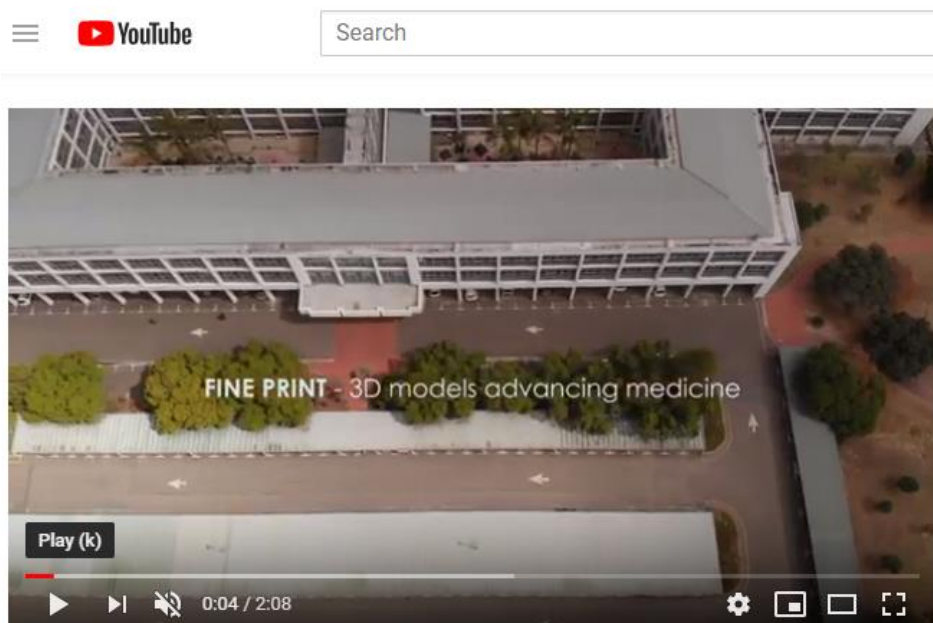 YouTube
Search
FINE PRINT - 3D models advancing medicine
Play (k)
0:04 / 2:08